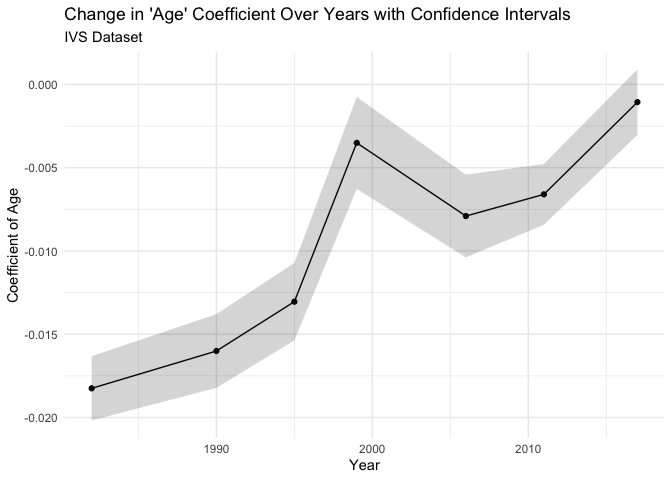 Change in 'Age' Coefficient Over Years with Confidence Intervals
IVS Dataset
0.000
-0.005
-0.010
-0.015
-0.020
Coefficient of Age
1990
2000
2010
Year